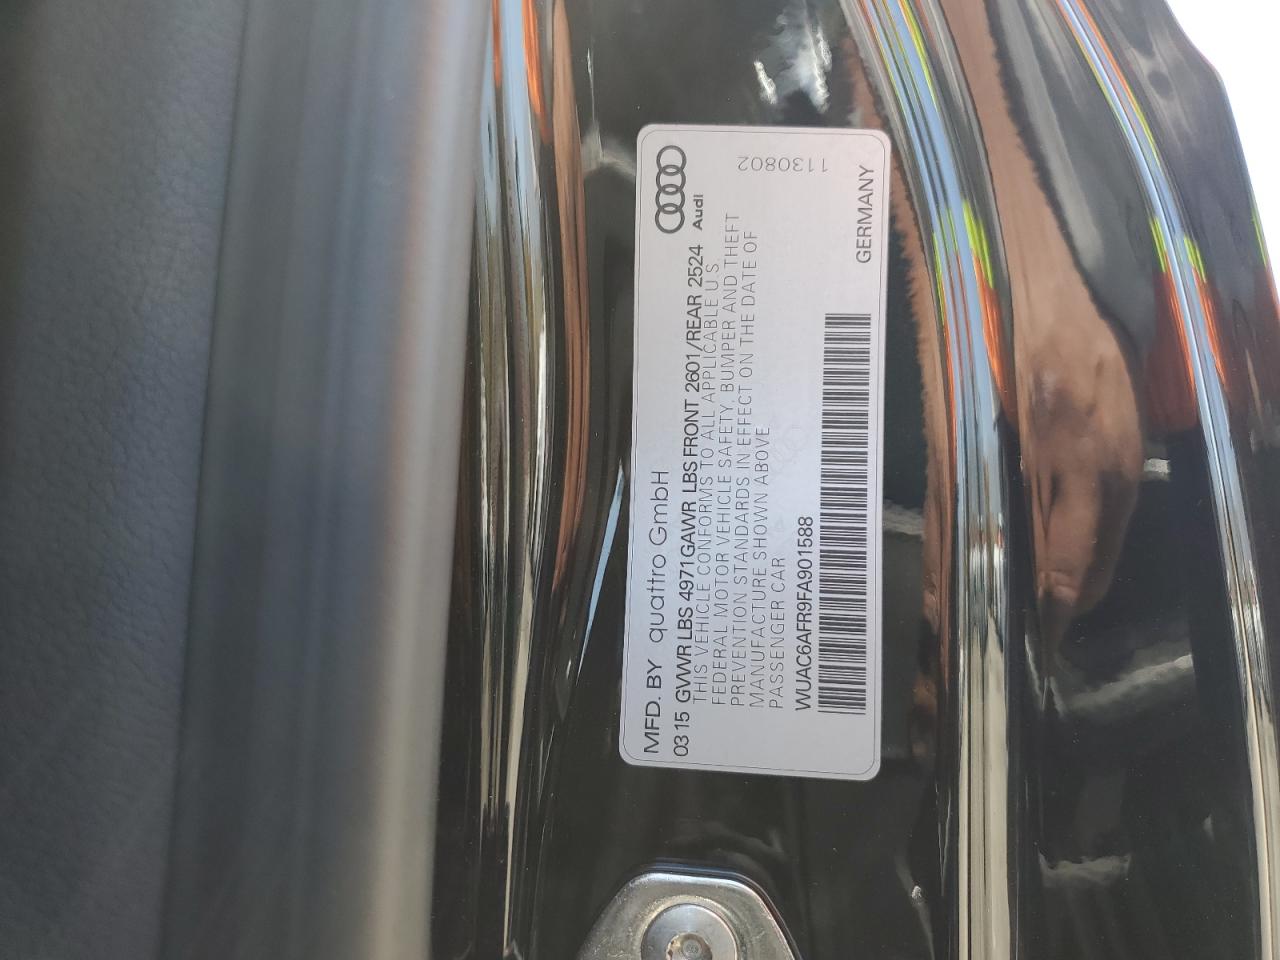 MFD. BY quattro GmbH
Audi
03 15 GVWR LBS 4971 GAWR LBS FRONT 2601/REAR 2524
THIS VEHICLE CONFORMS TO ALL APPLICABLE U.S.
FEDERAL MOTOR VEHICLE SAFETY, BUMPER AND THEFT
PREVENTION STANDARDS IN EFFECT ON THE DATE OF
MANUFACTURE SHOWN ABOVE
PASSENGER CAR
1130802
WUAC6AFR9FA901588
GERMANY